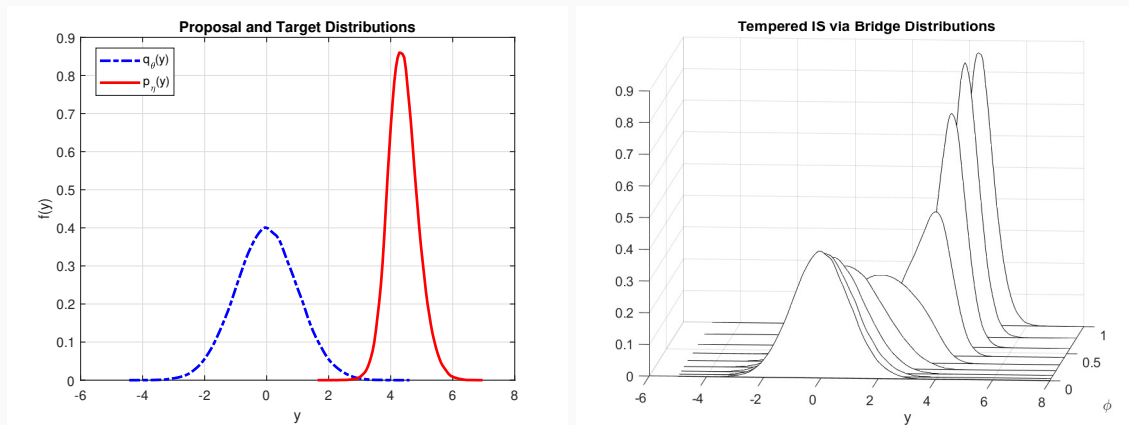 Proposal and Target Distributions
0.9
0.8
0.7
0.6
0.5
0.4
0.3
0.2
0.1
0
f(y)
q_θ(y)
p_η(y)
-6 -4 -2 0 2 4 6 8
y
Tempered IS via Bridge Distributions
0.9
0.8
0.7
0.6
0.5
0.4
0.3
0.2
0.1
0
-6 -4 -2 0 2 4 6 8
y
1
0.5
0
ϕ